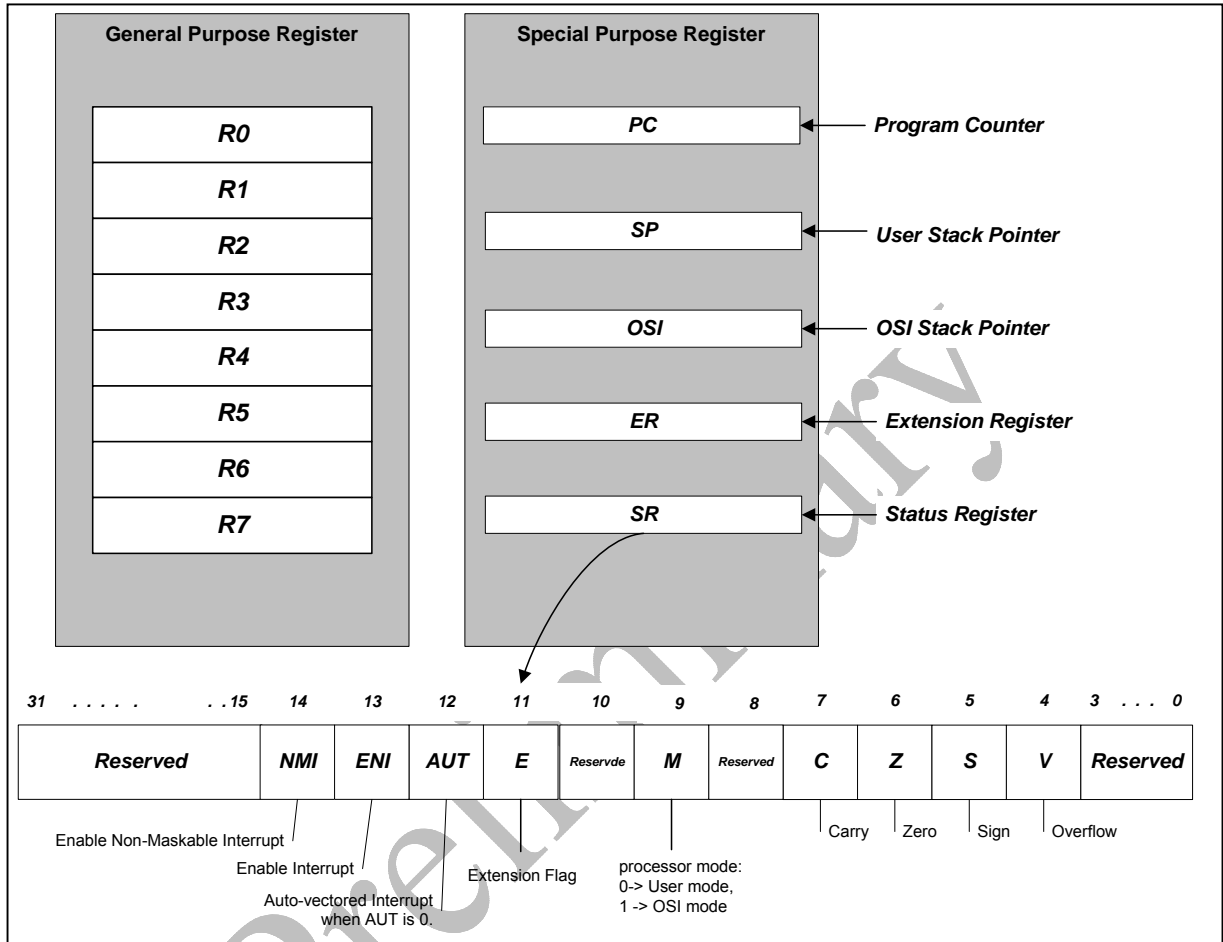 General Purpose Register
R0
R1
R2
R3
R4
R5
R6
R7
Special Purpose Register
PC
Program Counter
SP
User Stack Pointer
OSI
OSI Stack Pointer
ER
Extension Register
SR
Status Register
31 . . . . . . .15 14 13 12 11 10 9 8 7 6 5 4 3 . . . 0
Reserved NMI ENI AUT E Reservde M Reserved C Z S V Reserved
Enable Non-Maskable Interrupt
Enable Interrupt
Auto-vectored Interrupt
when AUT is 0.
Extension Flag
processor mode:
0-> User mode,
1 -> OSI mode
Carry
Zero
Sign
Overflow
Preliminary